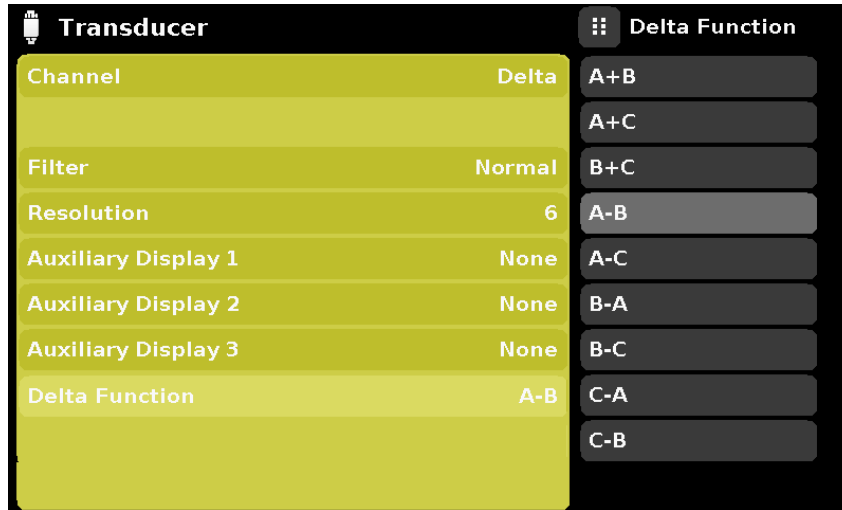 Transducer
Channel Delta
Filter Normal
Resolution 6
Auxiliary Display 1 None
Auxiliary Display 2 None
Auxiliary Display 3 None
Delta Function A-B
Delta Function
A+B
A+C
B+C
A-B
A-C
B-A
B-C
C-A
C-B